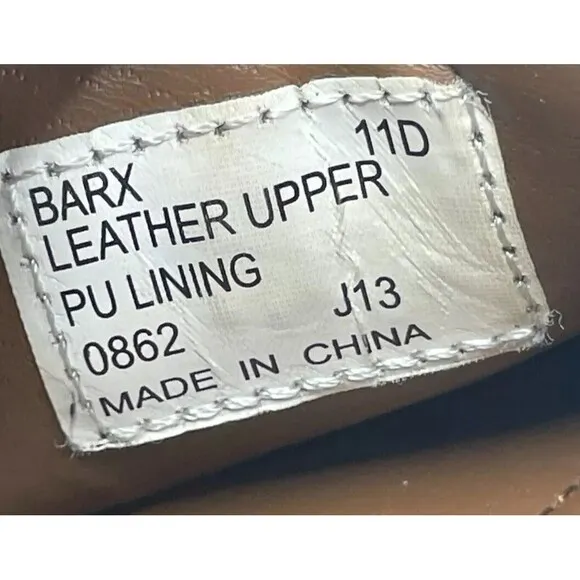 BARX 11D
LEATHER UPPER
PU LINING
0862 J13
MADE IN CHINA